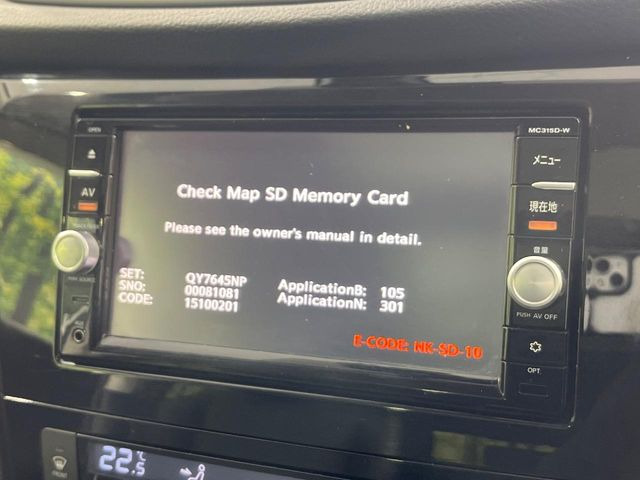 OPEN
MC315D-W
メニュー
AV
現在地
音量
PUSH AV OFF
OPT.
Check Map SD Memory Card
Please see the owner's manual in detail.
SET: QY7645NP ApplicationB: 105
SNO: 00081081 ApplicationN: 301
CODE: 15100201
E-CODE: NK-SD-10
FRONT
22.5℃